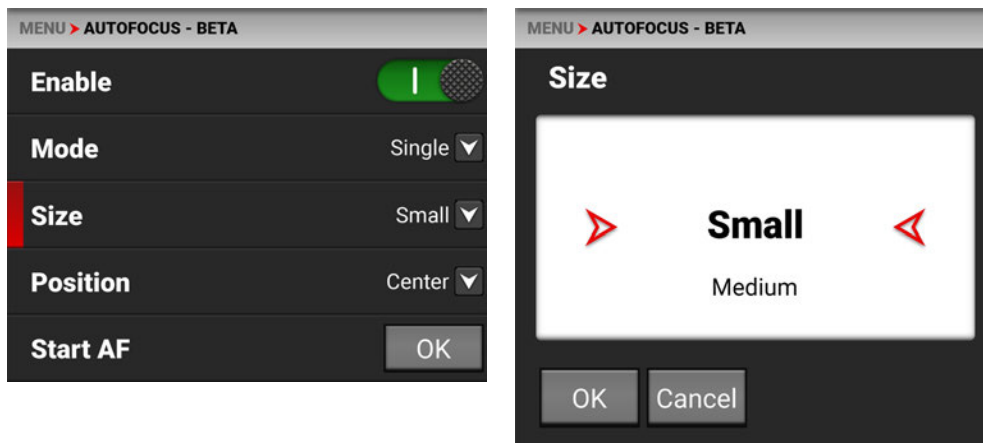 MENU > AUTOFOCUS - BETA
Enable
Mode Single
Size Small
Position Center
Start AF OK
MENU > AUTOFOCUS - BETA
Size
Small
Medium
OK Cancel